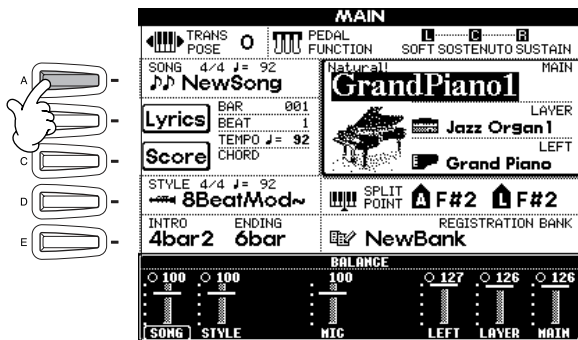 MAIN
TRANSPOSE 0
PEDAL FUNCTION
L C R
SOFT SOSTENUTO SUSTAIN
SONG 4/4 ♩= 92
NewSong
Lyrics
BAR 001
BEAT 1
Score
TEMPO ♩= 92
CHORD
STYLE 4/4 ♩= 92
8BeatMod~
INTRO ENDING
4bar2 6bar
Natural! MAIN
GrandPiano1
LAYER
Jazz Organ1
LEFT
Grand Piano
SPLIT POINT A F#2 L F#2
REGISTRATION BANK
NewBank
A
C
D
E
BALANCE
100 100 100 127 126 126
SONG STYLE MIC LEFT LAYER MAIN